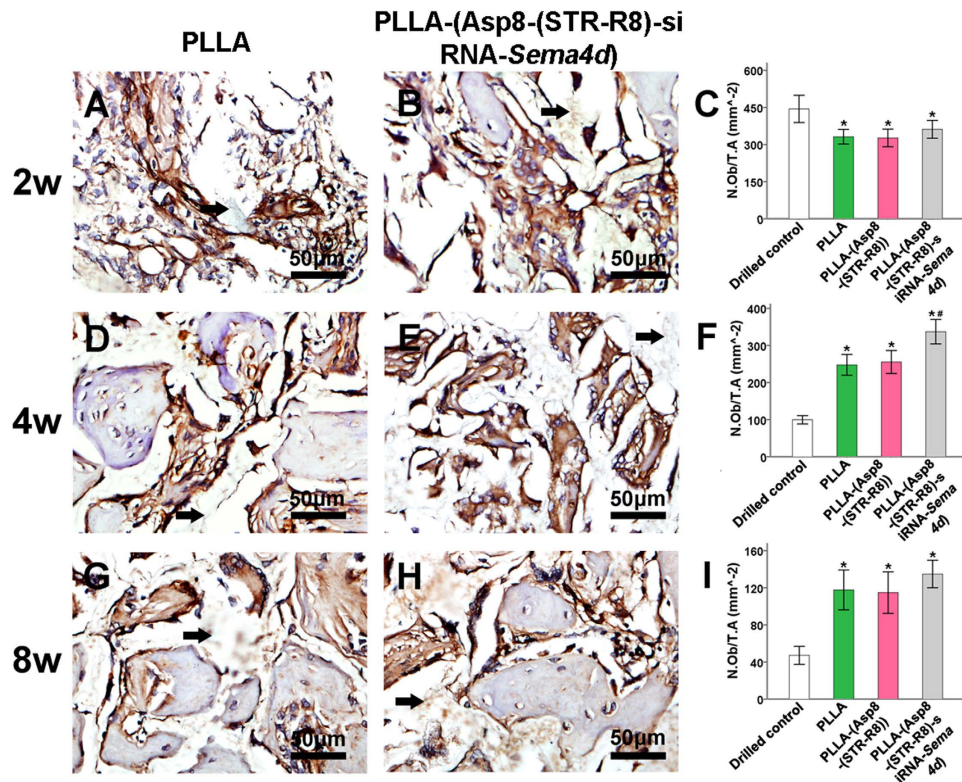 PLLA
PLLA-(Asp8-(STR-R8)-si
RNA-Sema4d)
2w
A
50μm
B
50μm
C
N.Ob/T.A (mm^-2)
600
450
300
150
0
*
*
*
Drilled control
PLLA
PLLA-(Asp8
-(STR-R8))
PLLA-(Asp8
-(STR-R8)-s
iRNA-Sema
4d)
4w
D
50μm
E
50μm
F
N.Ob/T.A (mm^-2)
400
300
200
100
0
*
*
*#
Drilled control
PLLA
PLLA-(Asp8
-(STR-R8))
PLLA-(Asp8
-(STR-R8)-s
iRNA-Sema
4d)
8w
G
50μm
H
50μm
I
N.Ob/T.A (mm^-2)
160
120
80
40
0
*
*
*
Drilled control
PLLA
PLLA-(Asp8
-(STR-R8))
PLLA-(Asp8
-(STR-R8)-s
iRNA-Sema
4d)